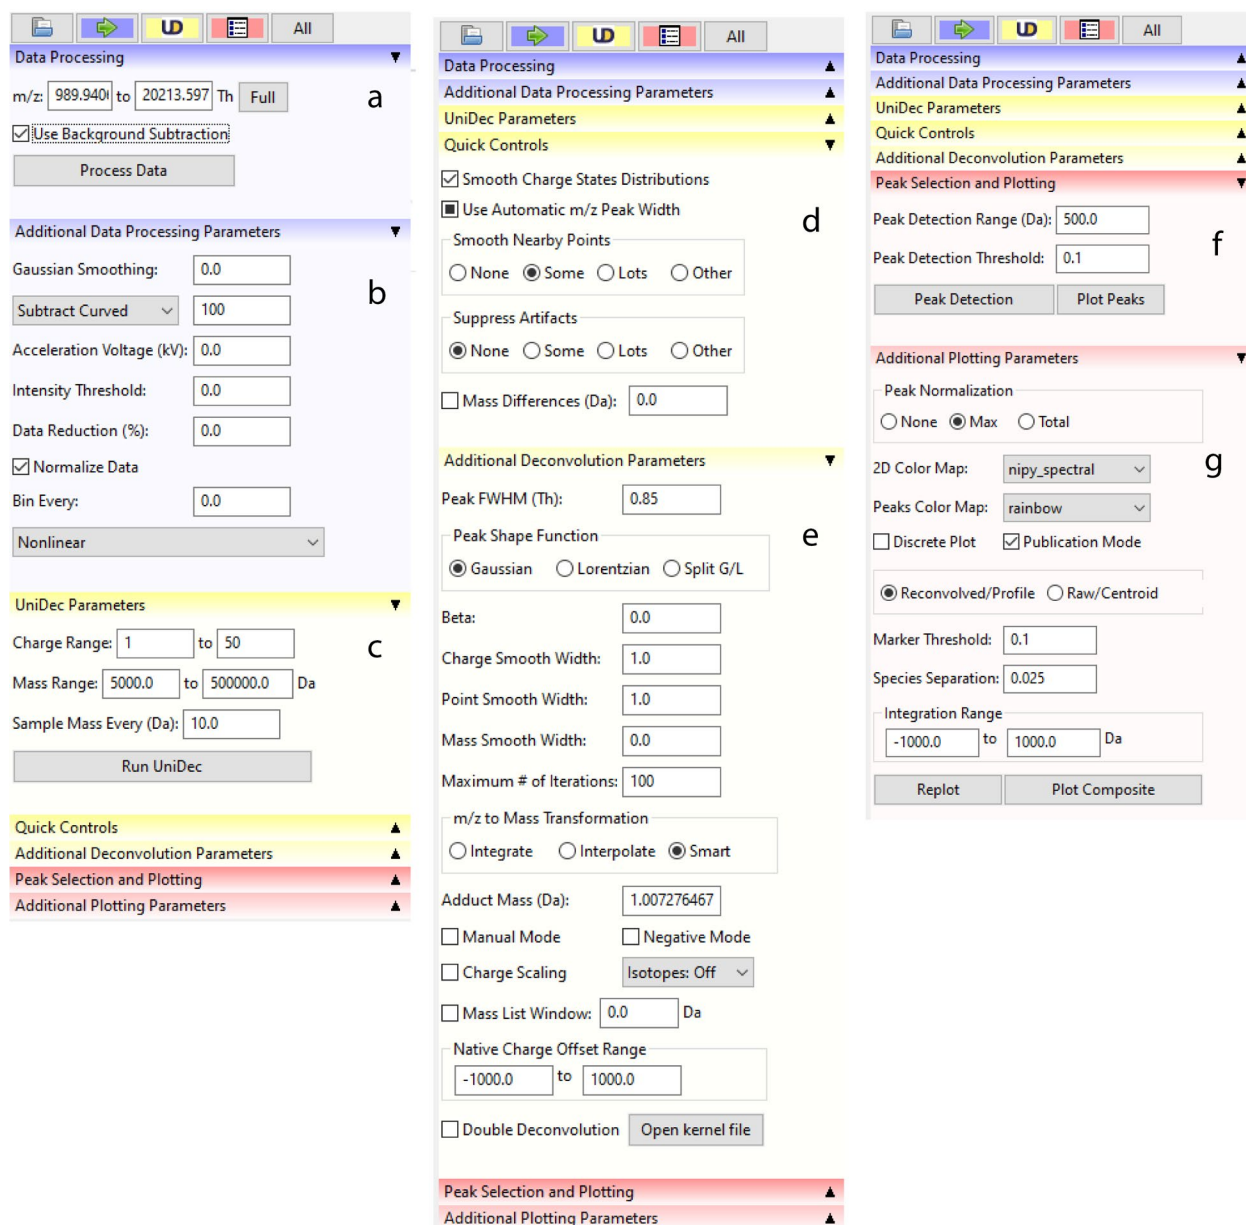 UD
All
Data Processing
m/z: 989.940 to 20213.597 Th Full
a
Use Background Subtraction
Process Data
Additional Data Processing Parameters
Gaussian Smoothing: 0.0
b
Subtract Curved 100
Acceleration Voltage (kV): 0.0
Intensity Threshold: 0.0
Data Reduction (%): 0.0
Normalize Data
Bin Every: 0.0
Nonlinear
UniDec Parameters
Charge Range: 1 to 50
c
Mass Range: 5000.0 to 500000.0 Da
Sample Mass Every (Da): 10.0
Run UniDec
Quick Controls
Additional Deconvolution Parameters
Peak Selection and Plotting
Additional Plotting Parameters
UD
All
Data Processing
Additional Data Processing Parameters
UniDec Parameters
Quick Controls
Smooth Charge States Distributions
Use Automatic m/z Peak Width
d
Smooth Nearby Points
None Some Lots Other
Suppress Artifacts
None Some Lots Other
Mass Differences (Da): 0.0
Additional Deconvolution Parameters
Peak FWHM (Th): 0.85
Peak Shape Function
e
Gaussian Lorentzian Split G/L
Beta: 0.0
Charge Smooth Width: 1.0
Point Smooth Width: 1.0
Mass Smooth Width: 0.0
Maximum # of Iterations: 100
m/z to Mass Transformation
Integrate Interpolate Smart
Adduct Mass (Da): 1.007276467
Manual Mode Negative Mode
Charge Scaling Isotopes: Off
Mass List Window: 0.0 Da
Native Charge Offset Range
-1000.0 to 1000.0
Double Deconvolution Open kernel file
Peak Selection and Plotting
Additional Plotting Parameters
UD
All
Data Processing
Additional Data Processing Parameters
UniDec Parameters
Quick Controls
Additional Deconvolution Parameters
Peak Selection and Plotting
Peak Detection Range (Da): 500.0
f
Peak Detection Threshold: 0.1
Peak Detection Plot Peaks
Additional Plotting Parameters
Peak Normalization
None Max Total
2D Color Map: nipy_spectral
g
Peaks Color Map: rainbow
Discrete Plot Publication Mode
Reconvolved/Profile Raw/Centroid
Marker Threshold: 0.1
Species Separation: 0.025
Integration Range
-1000.0 to 1000.0 Da
Replot Plot Composite